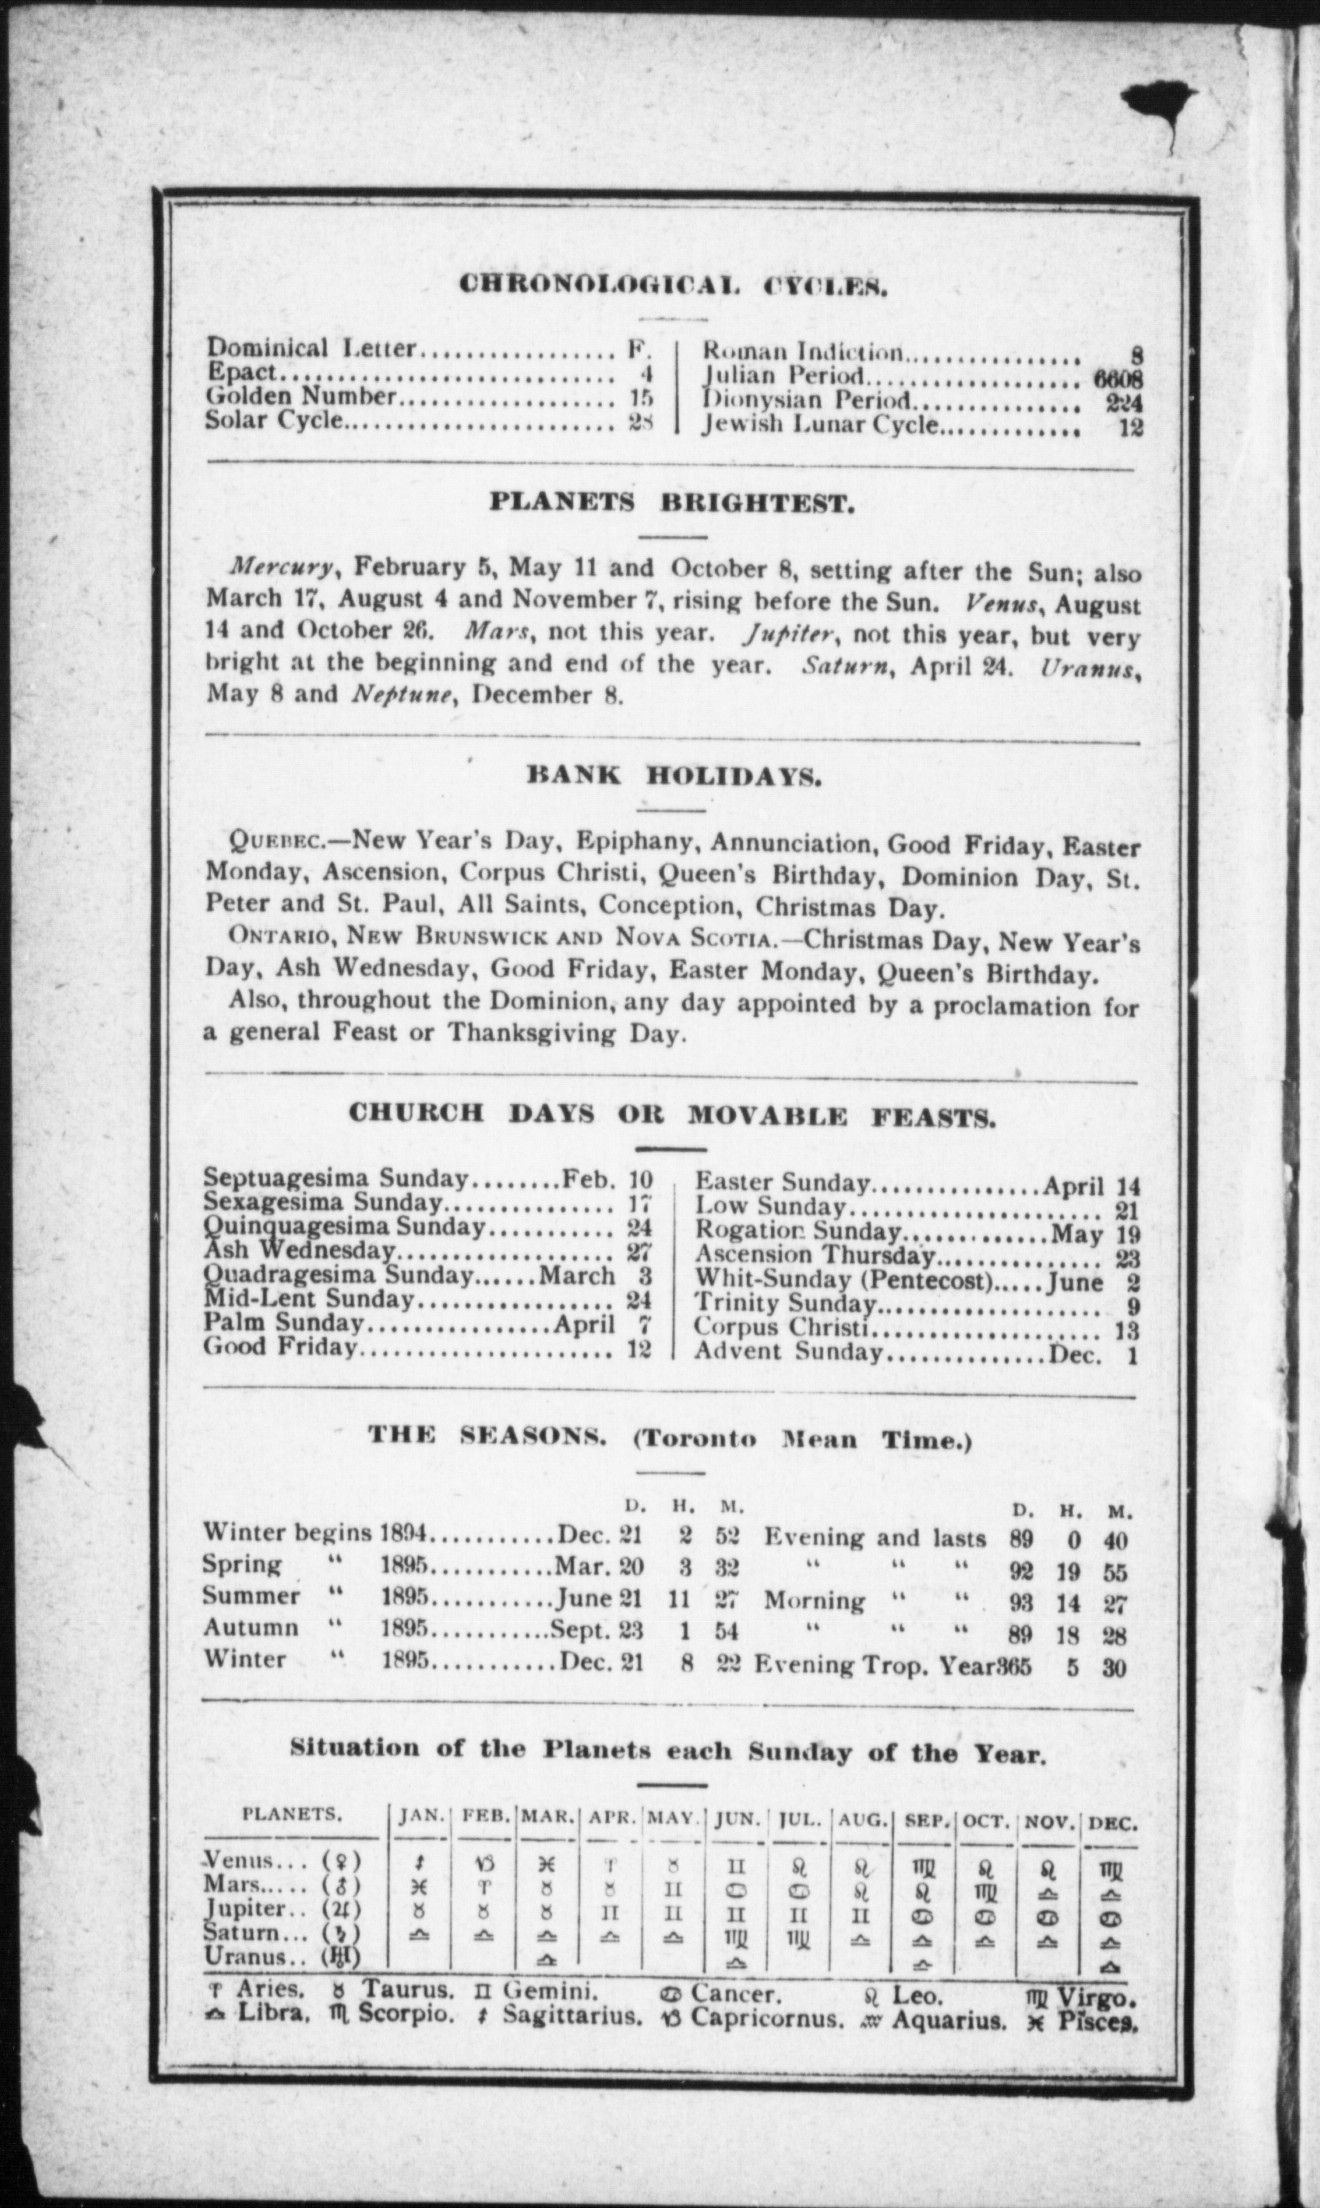 CHRONOLOGICAL CYCLES.
Dominical Letter................. F.
Epact............................. 4
Golden Number................... 15
Solar Cycle........................ 28
Roman Indiction................ 8
Julian Period................... 6608
Dionysian Period............... 224
Jewish Lunar Cycle............. 12
PLANETS BRIGHTEST.
Mercury, February 5, May 11 and October 8, setting after the Sun; also
March 17, August 4 and November 7, rising before the Sun. Venus, August
14 and October 26. Mars, not this year. Jupiter, not this year, but very
bright at the beginning and end of the year. Saturn, April 24. Uranus,
May 8 and Neptune, December 8.
BANK HOLIDAYS.
QUEBEC.—New Year's Day, Epiphany, Annunciation, Good Friday, Easter
Monday, Ascension, Corpus Christi, Queen's Birthday, Dominion Day, St.
Peter and St. Paul, All Saints, Conception, Christmas Day.
ONTARIO, NEW BRUNSWICK AND NOVA SCOTIA.—Christmas Day, New Year's
Day, Ash Wednesday, Good Friday, Easter Monday, Queen's Birthday.
Also, throughout the Dominion, any day appointed by a proclamation for
a general Feast or Thanksgiving Day.
CHURCH DAYS OR MOVABLE FEASTS.
Septuagesima Sunday........Feb. 10
Sexagesima Sunday............... 17
Quinquagesima Sunday........... 24
Ash Wednesday................... 27
Quadragesima Sunday......March 3
Mid-Lent Sunday................. 24
Palm Sunday................April 7
Good Friday...................... 12
Easter Sunday...............April 14
Low Sunday...................... 21
Rogation Sunday.............May 19
Ascension Thursday............... 23
Whit-Sunday (Pentecost).....June 2
Trinity Sunday................... 9
Corpus Christi.................... 13
Advent Sunday..............Dec. 1
THE SEASONS. (Toronto Mean Time.)
D. H. M. D. H. M.
Winter begins 1894...........Dec. 21 2 52 Evening and lasts 89 0 40
Spring “ 1895...........Mar. 20 3 32 “ “ “ 92 19 55
Summer “ 1895...........June 21 11 27 Morning “ “ 93 14 27
Autumn “ 1895...........Sept. 23 1 54 “ “ “ 89 18 28
Winter “ 1895...........Dec. 21 8 22 Evening Trop. Year 365 5 30
Situation of the Planets each Sunday of the Year.
PLANETS. JAN. FEB. MAR. APR. MAY. JUN. JUL. AUG. SEP. OCT. NOV. DEC.
Venus... (♀) ♐ ♑ ♓ ♈ ♉ ♊ ♌ ♌ ♍ ♌ ♌ ♍
Mars..... (♂) ♓ ♈ ♉ ♉ ♊ ♋ ♋ ♌ ♌ ♍ ♎ ♎
Jupiter.. (♃) ♉ ♉ ♉ ♊ ♊ ♊ ♊ ♊ ♋ ♋ ♋ ♋
Saturn... (♄) ♎ ♎ ♎ ♎ ♎ ♍ ♍ ♎ ♎ ♎ ♎ ♎
Uranus.. (♅) ♎ ♎ ♎ ♎
♈ Aries. ♉ Taurus. ♊ Gemini. ♋ Cancer. ♌ Leo. ♍ Virgo.
♎ Libra. ♏ Scorpio. ♐ Sagittarius. ♑ Capricornus. ♒ Aquarius. ♓ Pisces.